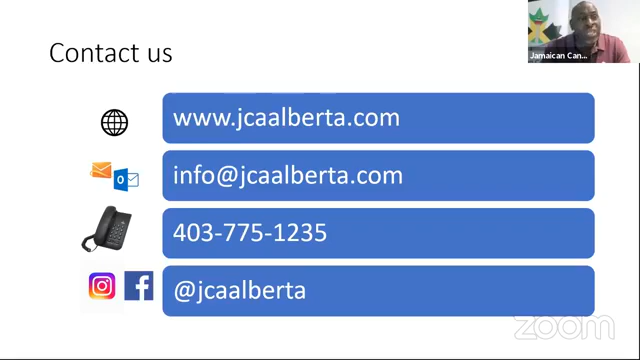 Contact us
Jamaican Can...
www.jcaalberta.com
info@jcaalberta.com
403-775-1235
@jcaalberta
zoom